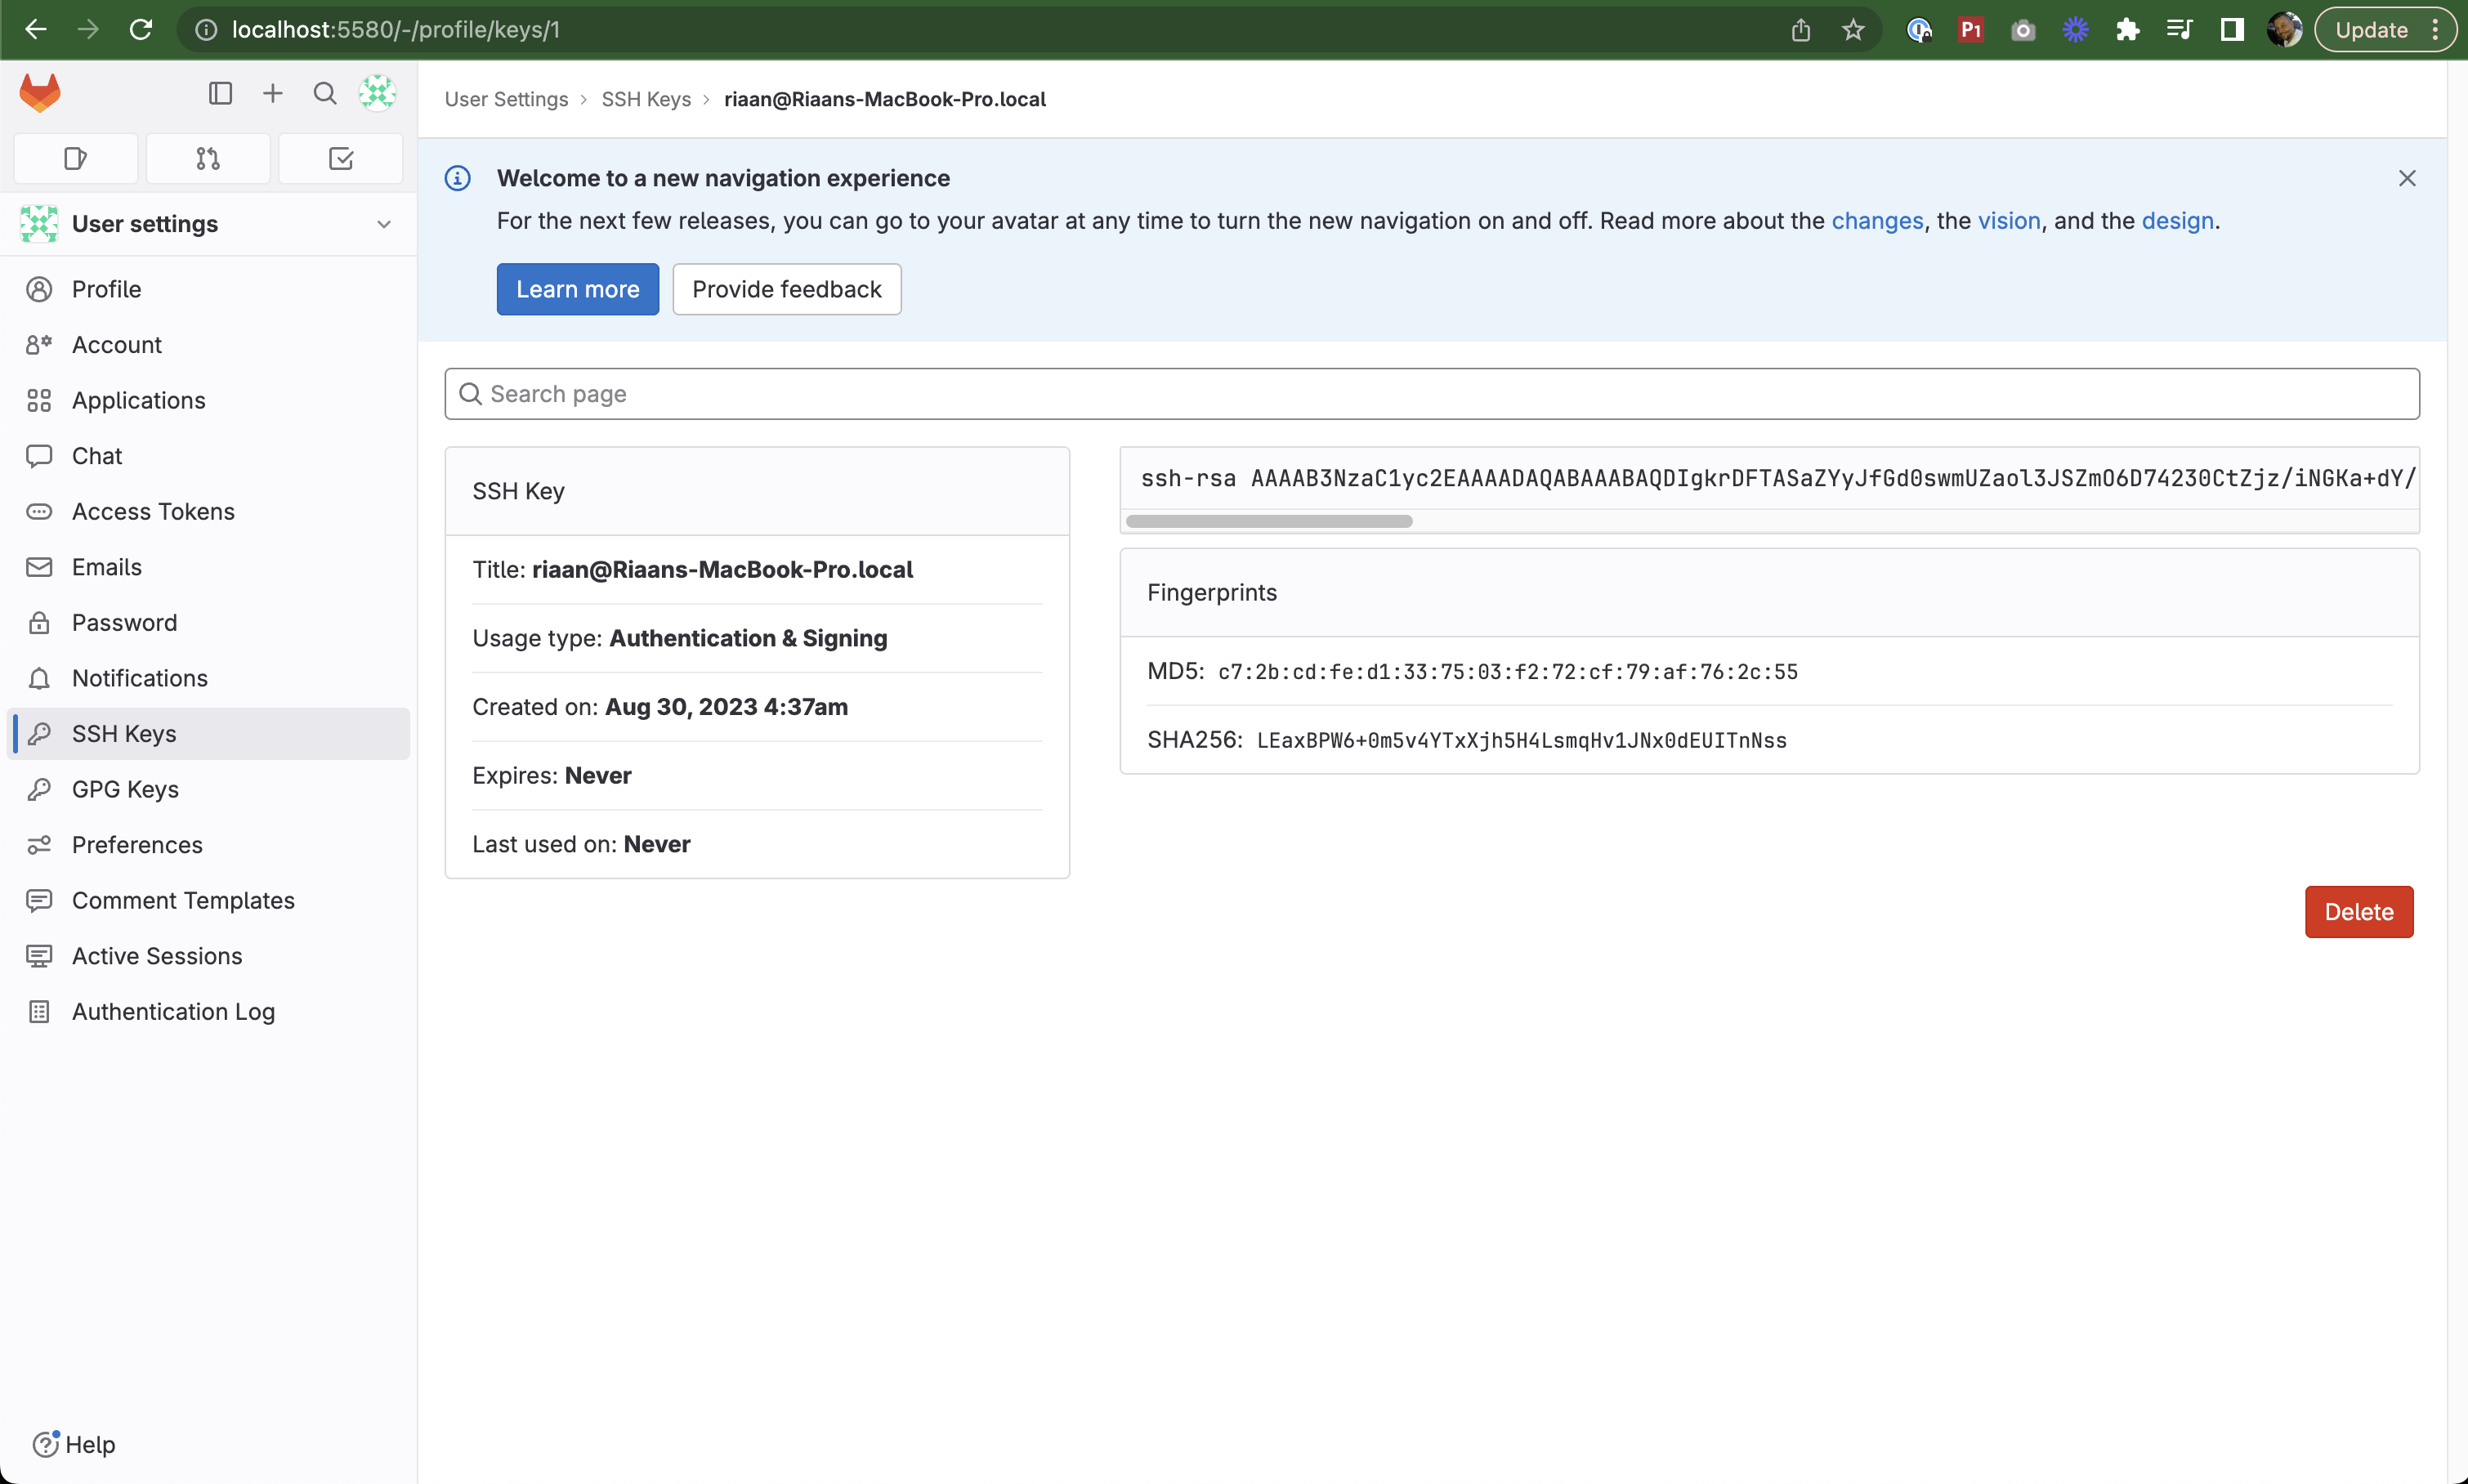 localhost:5580/-/profile/keys/1
P1
Update
User Settings › SSH Keys › riaan@Riaans-MacBook-Pro.local
User settings
Profile
Account
Applications
Chat
Access Tokens
Emails
Password
Notifications
SSH Keys
GPG Keys
Preferences
Comment Templates
Active Sessions
Authentication Log
Help
Welcome to a new navigation experience
For the next few releases, you can go to your avatar at any time to turn the new navigation on and off. Read more about the changes, the vision, and the design.
Learn more
Provide feedback
Search page
SSH Key
Title: riaan@Riaans-MacBook-Pro.local
Usage type: Authentication & Signing
Created on: Aug 30, 2023 4:37am
Expires: Never
Last used on: Never
ssh-rsa AAAAB3NzaC1yc2EAAAADAQABAAABAQDIgkrDFTASaZYyJfGd0swmUZaol3JSZmO6D74230CtZjz/iNGKa+dY/
Fingerprints
MD5: c7:2b:cd:fe:d1:33:75:03:f2:72:cf:79:af:76:2c:55
SHA256: LEaxBPW6+0m5v4YTxXjh5H4LsmqHv1JNx0dEUITnNss
Delete